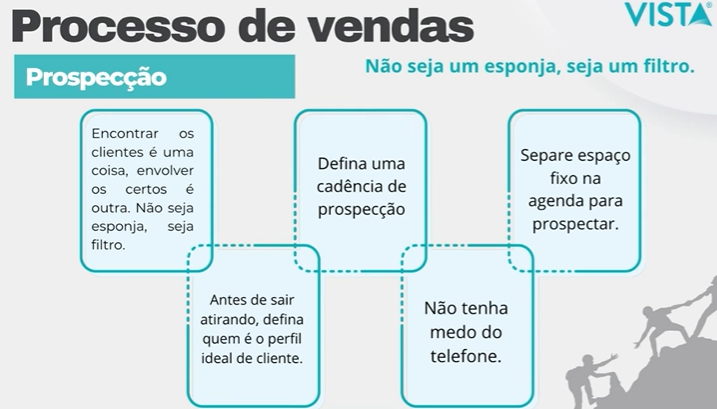 Processo de vendas
VISTA
Prospecção
Não seja um esponja, seja um filtro.
Encontrar os
clientes é uma
coisa, envolver
os certos é
outra. Não seja
esponja, seja
filtro.
Antes de sair
atirando, defina
quem é o perfil
ideal de cliente.
Defina uma
cadência de
prospecção
Não tenha
medo do
telefone.
Separe espaço
fixo na
agenda para
prospectar.